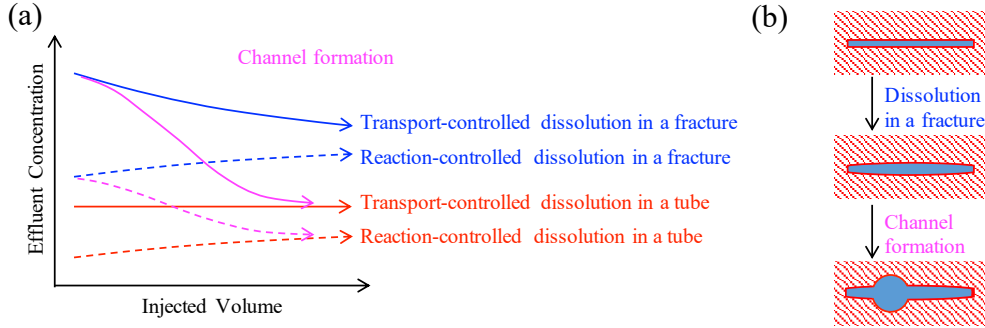 (a)
Channel formation
Effluent Concentration
Transport-controlled dissolution in a fracture
Reaction-controlled dissolution in a fracture
Transport-controlled dissolution in a tube
Reaction-controlled dissolution in a tube
Injected Volume
(b)
Dissolution
in a fracture
Channel
formation